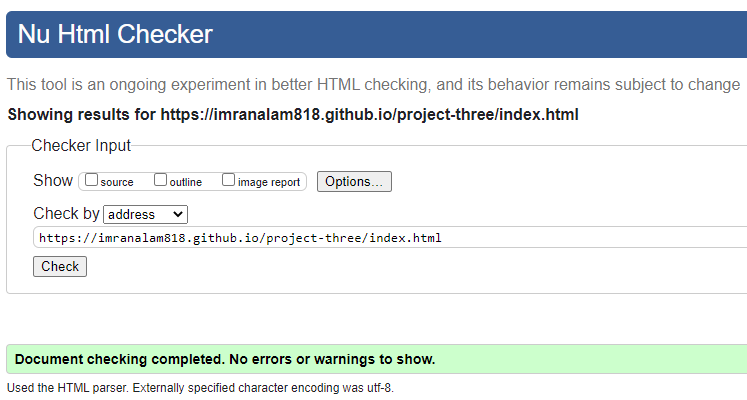 Nu Html Checker
This tool is an ongoing experiment in better HTML checking, and its behavior remains subject to change
Showing results for https://imranalam818.github.io/project-three/index.html
Checker Input
Show source outline image report Options...
Check by address
https://imranalam818.github.io/project-three/index.html
Check
Document checking completed. No errors or warnings to show.
Used the HTML parser. Externally specified character encoding was utf-8.